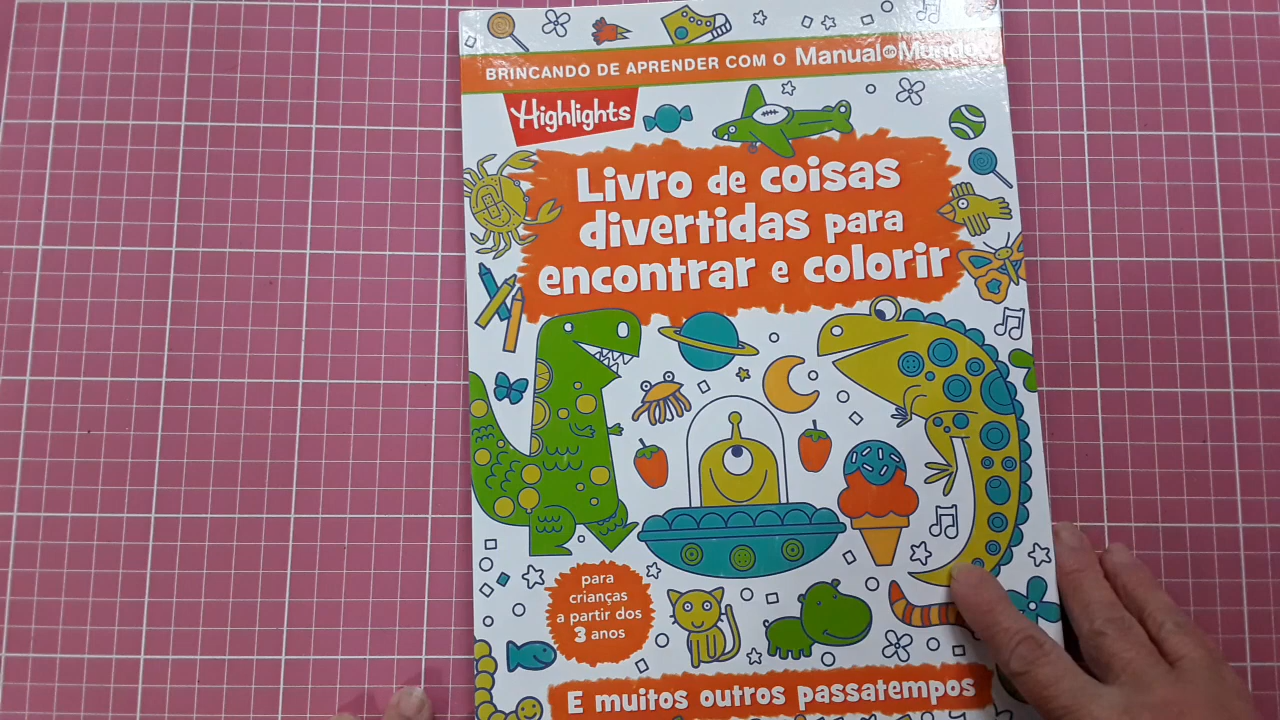 BRINCANDO DE APRENDER COM O Manual do Mundo
Highlights
Livro de coisas
divertidas para
encontrar e colorir
para
crianças
a partir dos
3 anos
E muitos outros passatempos